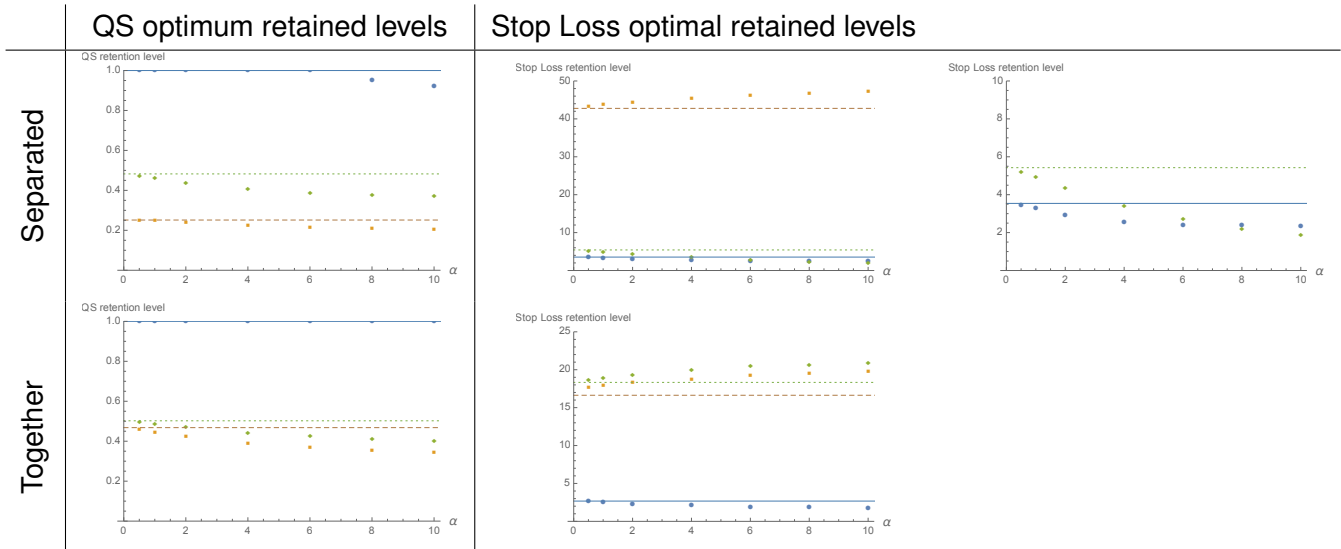 QS optimum retained levels
Stop Loss optimal retained levels
Separated
QS retention level
1.0
0.8
0.6
0.4
0.2
0 2 4 6 8 10 α
Stop Loss retention level
50
40
30
20
10
0 2 4 6 8 10 α
Stop Loss retention level
10
8
6
4
2
0 2 4 6 8 10 α
Together
QS retention level
1.0
0.8
0.6
0.4
0.2
0 2 4 6 8 10 α
Stop Loss retention level
25
20
15
10
5
0 2 4 6 8 10 α